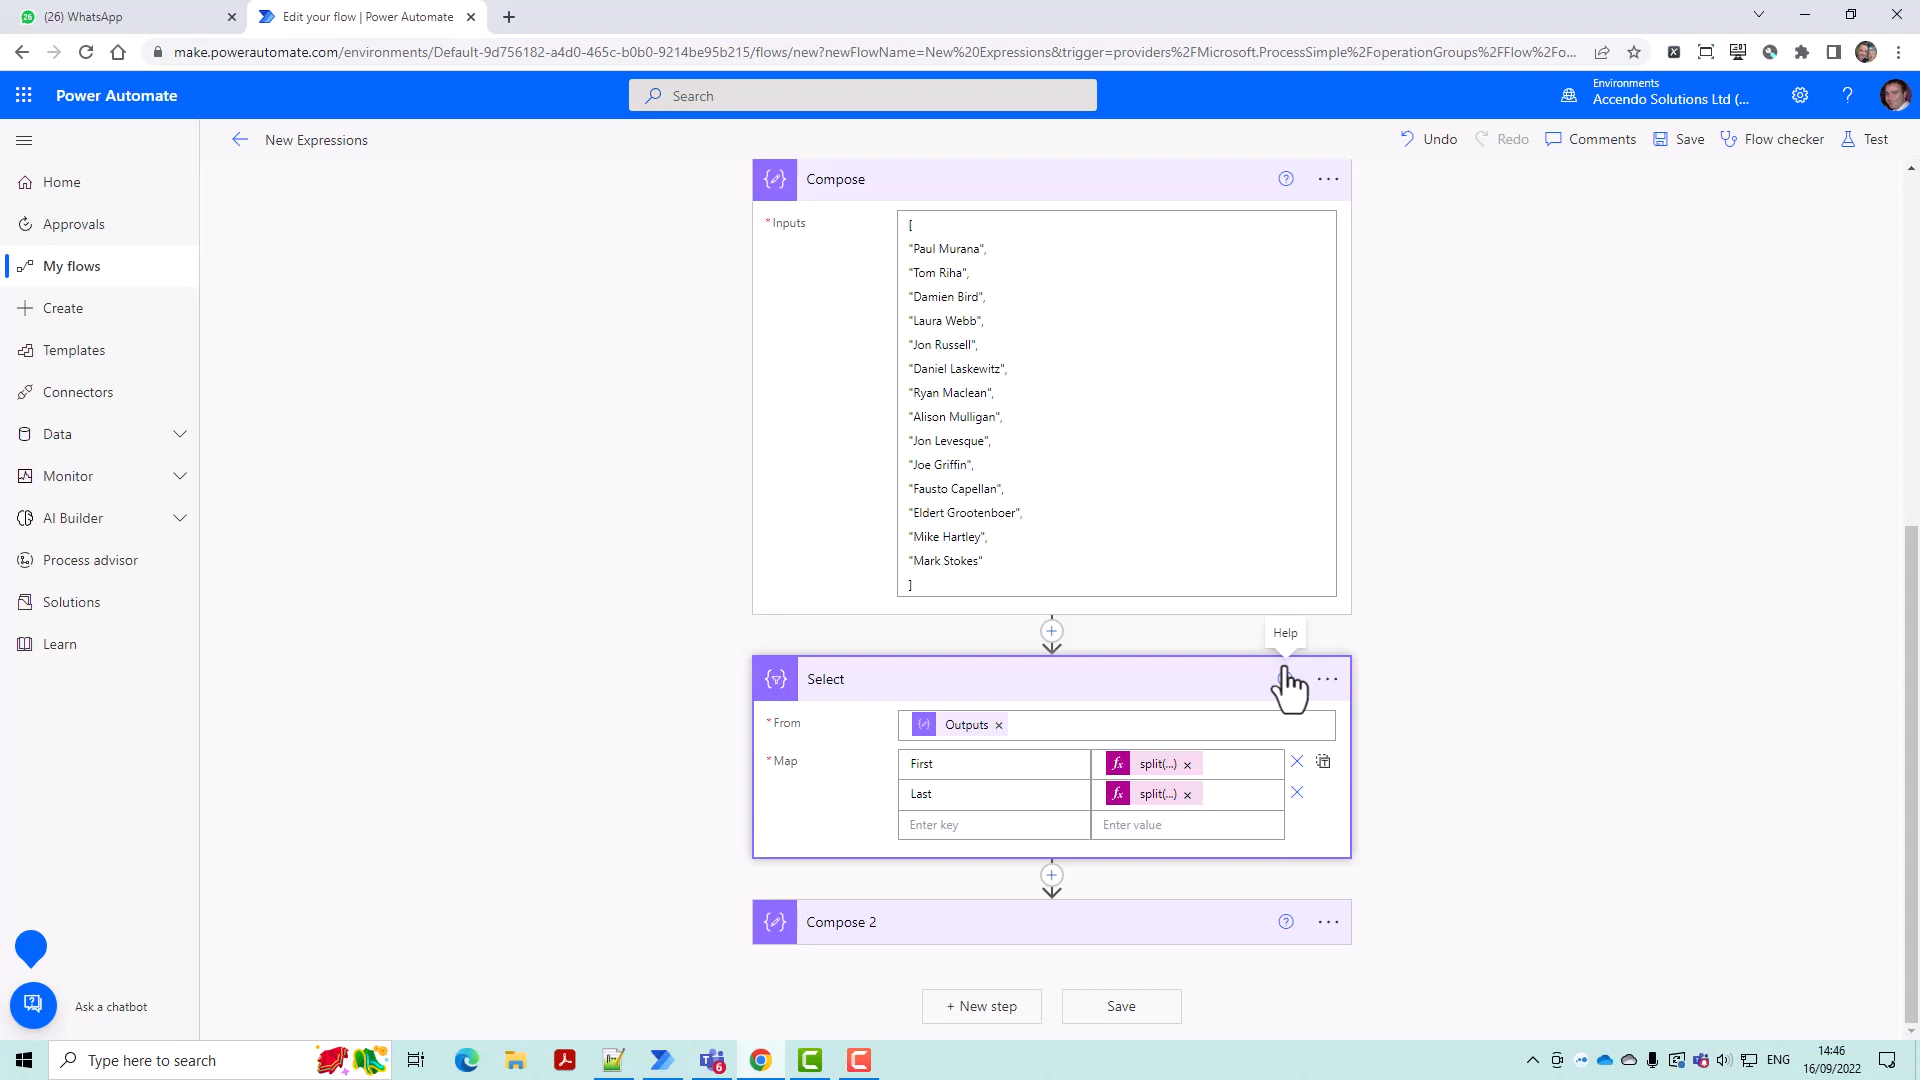 (26) WhatsApp
Edit your flow | Power Automate
make.powerautomate.com/environments/Default-9d756182-a4d0-465c-b0b0-9214be95b215/flows/new?newFlowName=New%20Expressions&trigger=providers%2FMicrosoft.ProcessSimple%2FoperationGroups%2FFlow%2Fo...
Power Automate
Search
Environments
Accendo Solutions Ltd (...
New Expressions
Undo
Redo
Comments
Save
Flow checker
Test
Home
Approvals
My flows
Create
Templates
Connectors
Data
Monitor
AI Builder
Process advisor
Solutions
Learn
Ask a chatbot
Compose
* Inputs
[
"Paul Murana",
"Tom Riha",
"Damien Bird",
"Laura Webb",
"Jon Russell",
"Daniel Laskewitz",
"Ryan Maclean",
"Alison Mulligan",
"Jon Levesque",
"Joe Griffin",
"Fausto Capellan",
"Eldert Grootenboer",
"Mike Hartley",
"Mark Stokes"
]
Help
Select
* From
Outputs
* Map
First
fx split(...)
Last
fx split(...)
Enter key
Enter value
Compose 2
+ New step
Save
Type here to search
6
ENG
14:46
16/09/2022